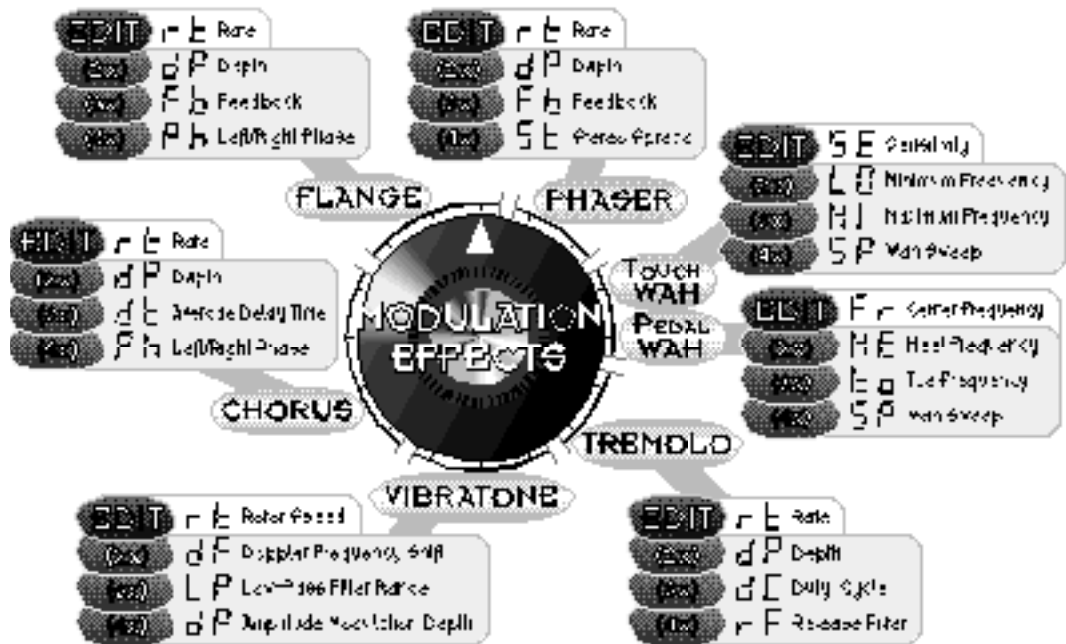 EDIT rt Rate
(2x) dP Depth
(3x) Fb Feedback
(4x) Ph Left/Right Phase
FLANGE
EDIT rt Rate
(2x) dP Depth
(3x) Fb Feedback
(4x) St Stereo Spread
PHASER
EDIT SE Sensitivity
(2x) LO Minimum Frequency
(3x) HI Maximum Frequency
(4x) SP Wah Sweep
TOUCH
WAH
EDIT rt Rate
(2x) dP Depth
(3x) dt Average Delay Time
(4x) Ph Left/Right Phase
CHORUS
MODULATION
EFFECTS
EDIT Fr Center Frequency
(2x) HE Heel Frequency
(3x) to Toe Frequency
(4x) SP Wah Sweep
PEDAL
WAH
TREMOLO
VIBRATONE
EDIT rt Rotor Speed
(2x) dF Doppler Frequency Shift
(3x) LP Low-Pass Filter Range
(4x) dP Amplitude Modulation Depth
EDIT rt Rate
(2x) dP Depth
(3x) dC Duty Cycle
(4x) rF Release Filter